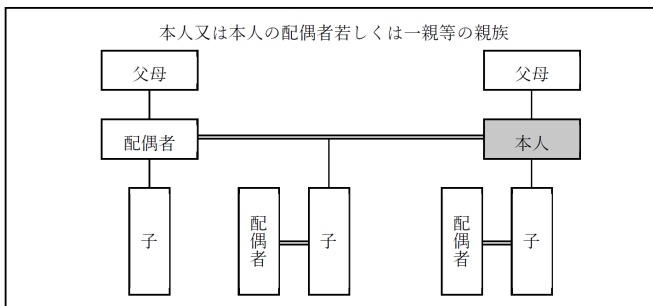 本人又は本人の配偶者若しくは一親等の親族
父母
父母
配偶者
本人
子
配偶者
子
配偶者
子